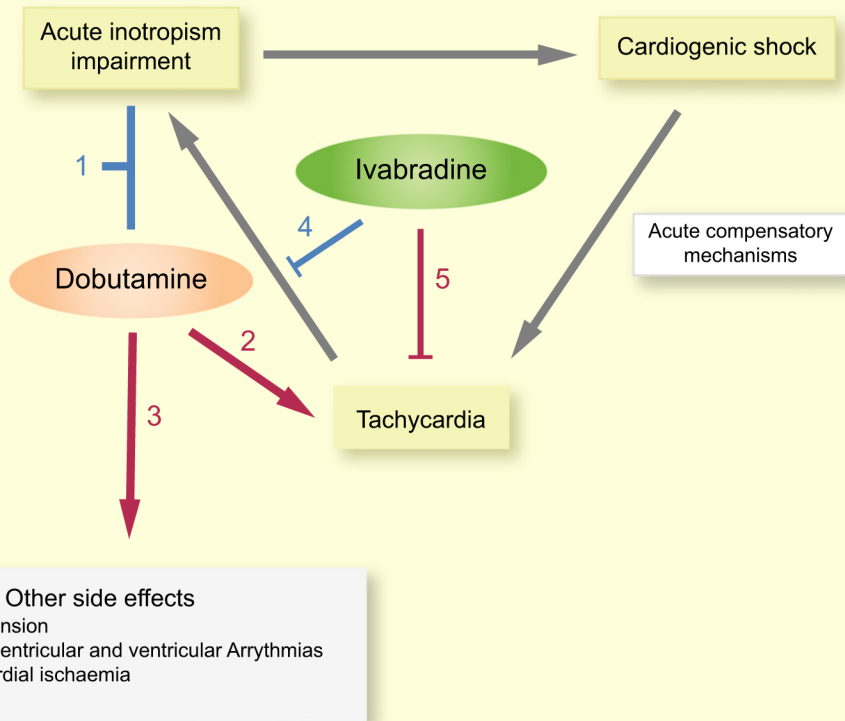 Acute inotropism
impairment
Cardiogenic shock
1
Ivabradine
4
Acute compensatory
mechanisms
Dobutamine
5
2
3
Tachycardia
Other side effects
nsion
entricular and ventricular Arrythmias
rdial ischaemia